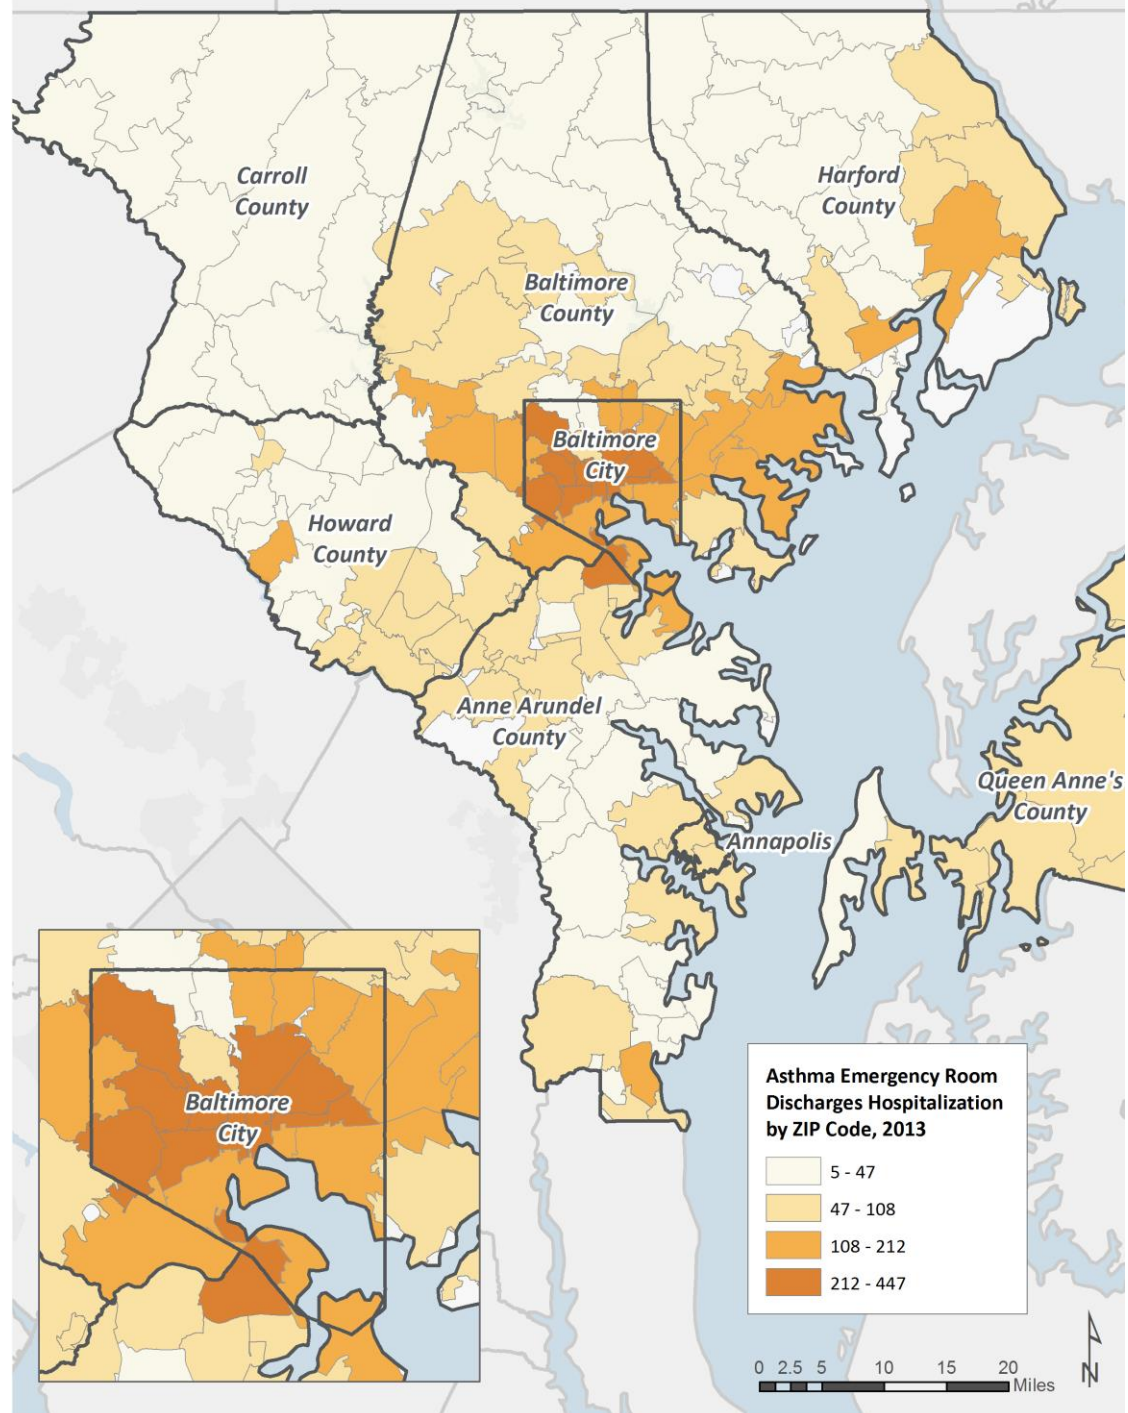 Carroll
County
Harford
County
Baltimore
County
Baltimore
City
Howard
County
Anne Arundel
County
Queen Anne's
County
Annapolis
Baltimore
City
Asthma Emergency Room
Discharges Hospitalization
by ZIP Code, 2013
5 - 47
47 - 108
108 - 212
212 - 447
N
0 2.5 5 10 15 20
Miles